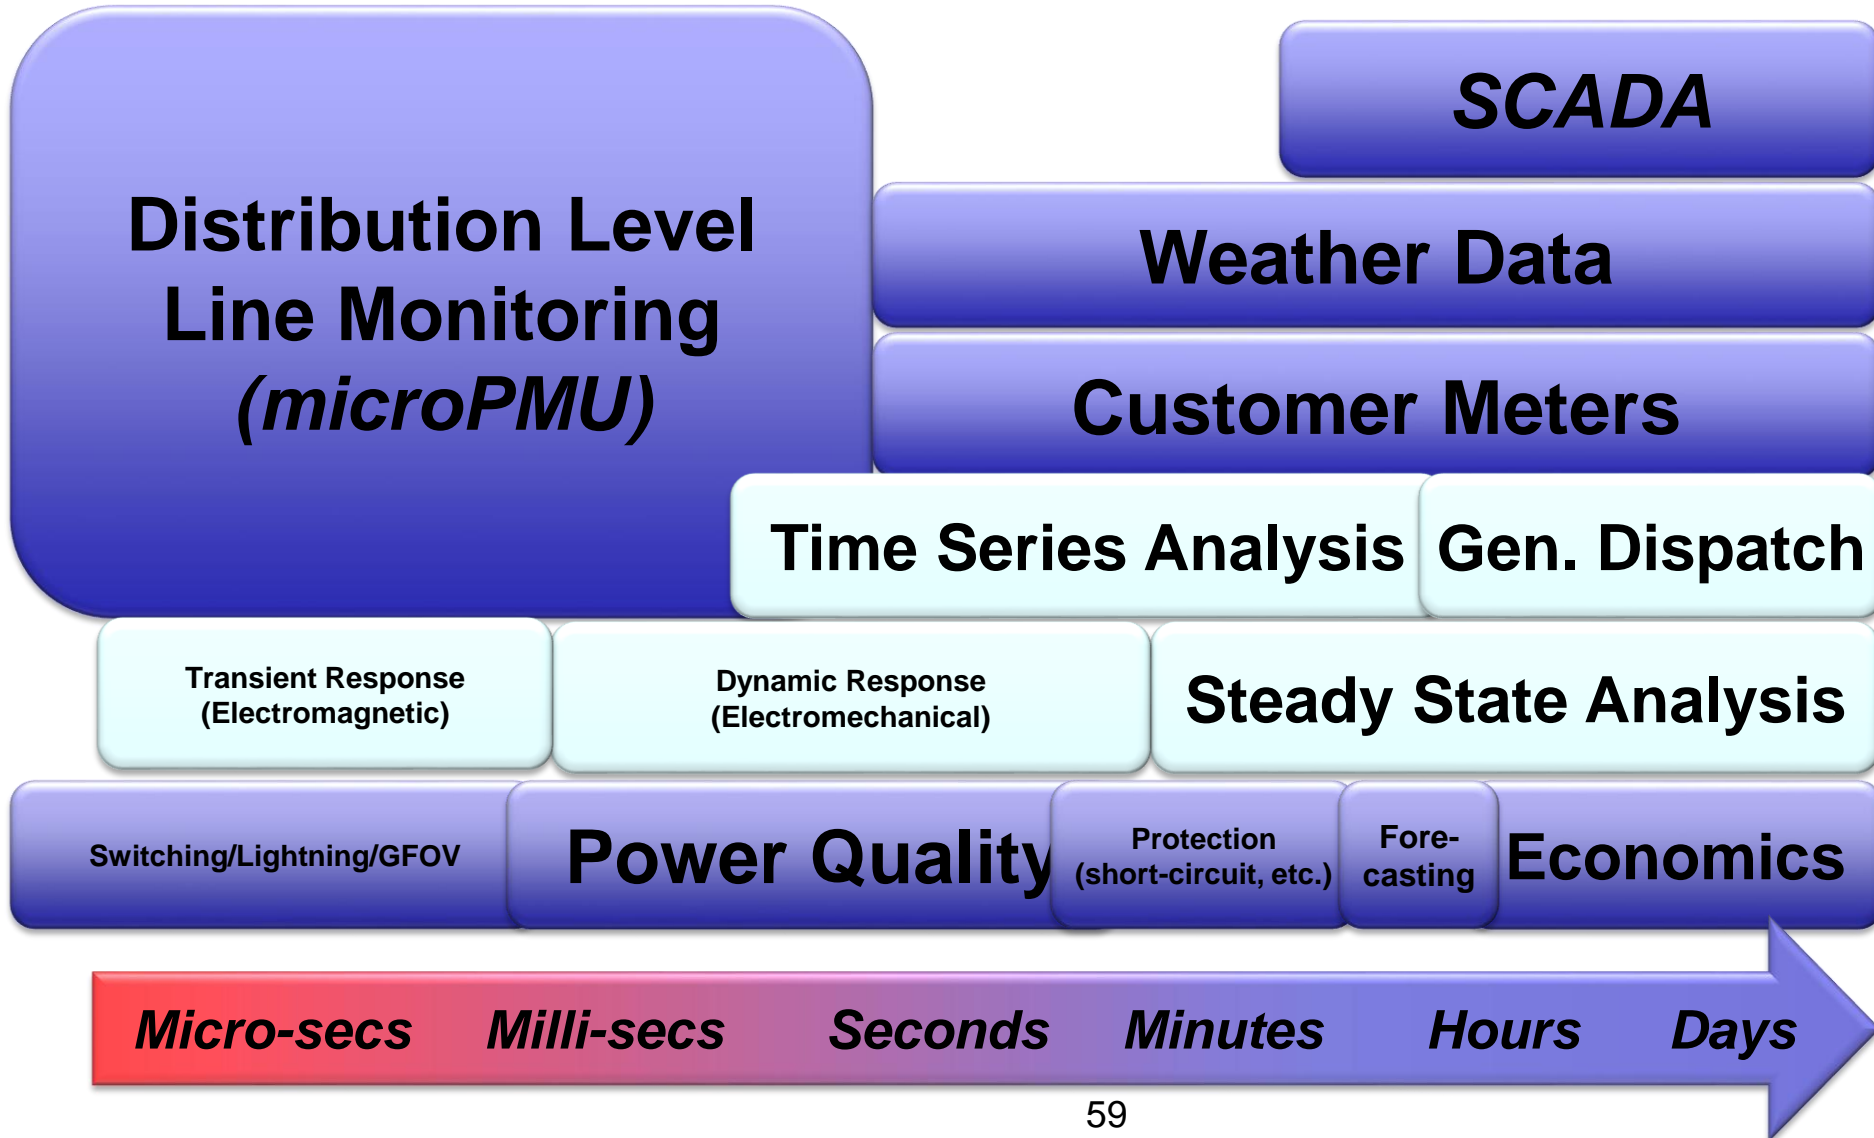 Distribution Level
Line Monitoring
(microPMU)
SCADA
Weather Data
Customer Meters
Time Series Analysis
Gen. Dispatch
Transient Response
(Electromagnetic)
Dynamic Response
(Electromechanical)
Steady State Analysis
Switching/Lightning/GFOV
Power Quality
Protection
(short-circuit, etc.)
Fore-
casting
Economics
Micro-secs
Milli-secs
Seconds
Minutes
Hours
Days
59